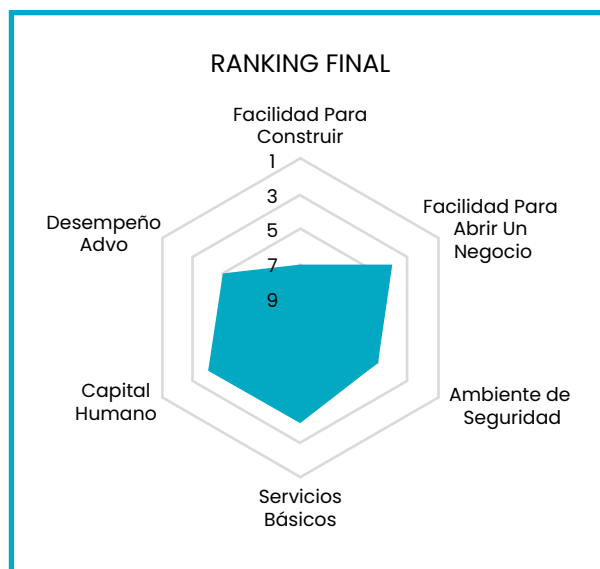 RANKING FINAL
Facilidad Para
Construir
1
3
5
7
9
Facilidad Para
Abrir Un
Negocio
Ambiente de
Seguridad
Servicios
Básicos
Capital
Humano
Desempeño
Advo